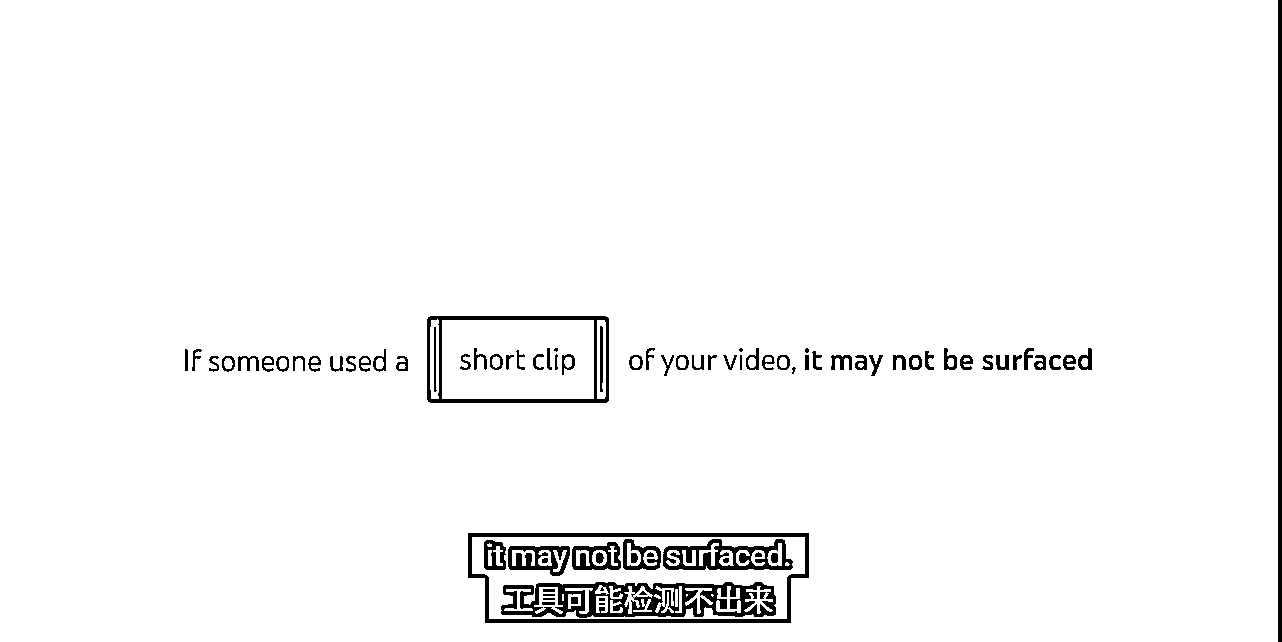 If someone used a short clip of your video, it may not be surfaced
it may not be surfaced.
工具可能检测不出来